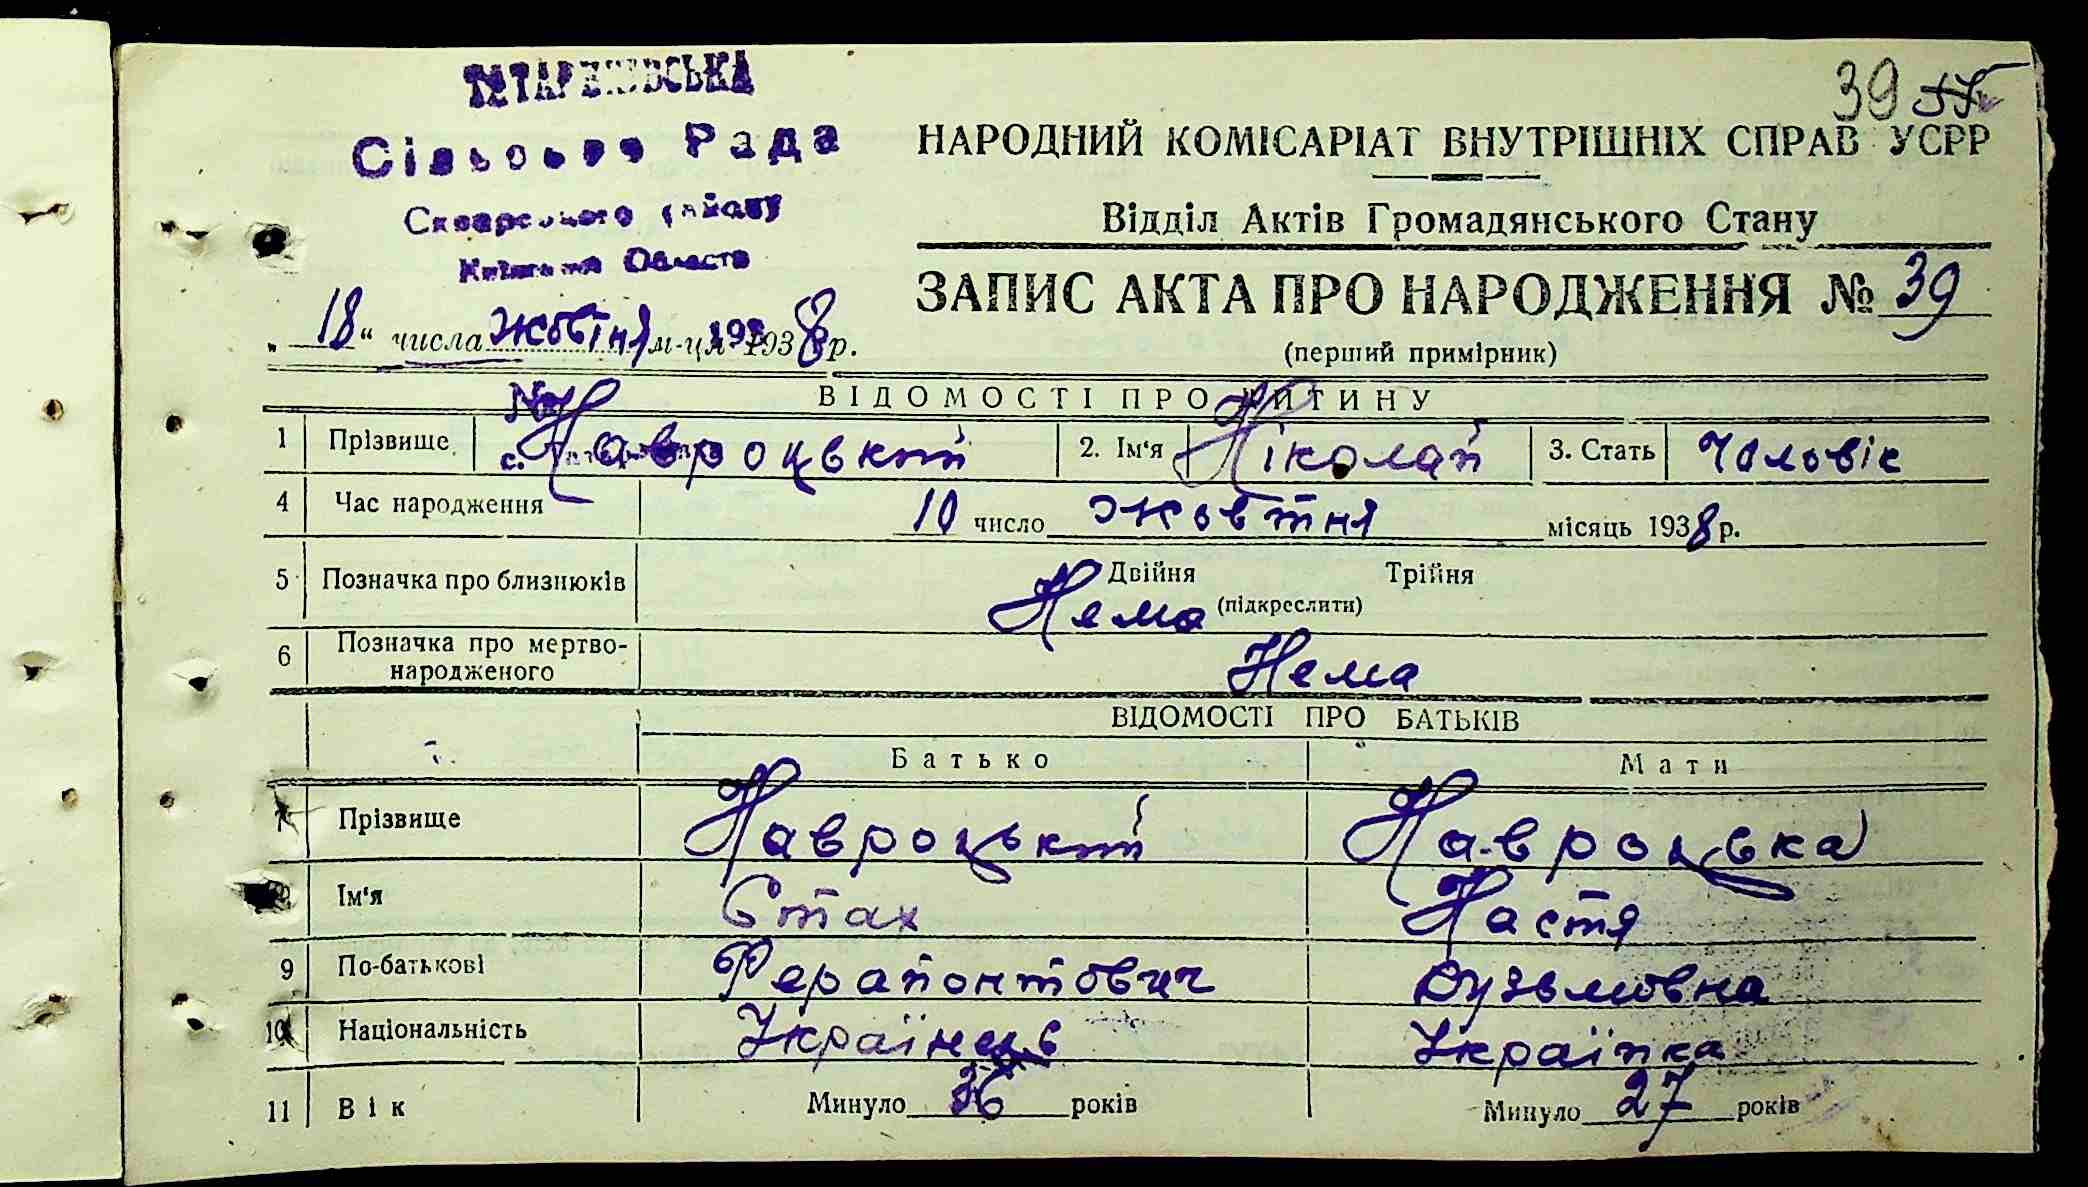 39
Сільська Рада
Сквирського району
Київська Область
„18“ числа Жовтня м-ця 1938 р.
НАРОДНИЙ КОМІСАРІАТ ВНУТРІШНІХ СПРАВ УСРР
Відділ Актів Громадянського Стану
ЗАПИС АКТА ПРО НАРОДЖЕННЯ № 39
(перший примірник)
ВІДОМОСТІ ПРО ДИТИНУ
1 Прізвище Навроцький 2. Ім'я Ніколай 3. Стать Чоловік
4 Час народження 10 число Жовтня місяць 1938 р.
5 Позначка про близнюків Двійня Трійня
Нема (підкреслити)
6 Позначка про мертво-
народженого Нема
ВІДОМОСТІ ПРО БАТЬКІВ
Батько Мати
7 Прізвище Навроцький Навроцька
8 Ім'я Стах Настя
9 По-батькові Ферапонтович Кузьмовна
10 Національність Українець Українка
11 Вік Минуло 36 років Минуло 27 років